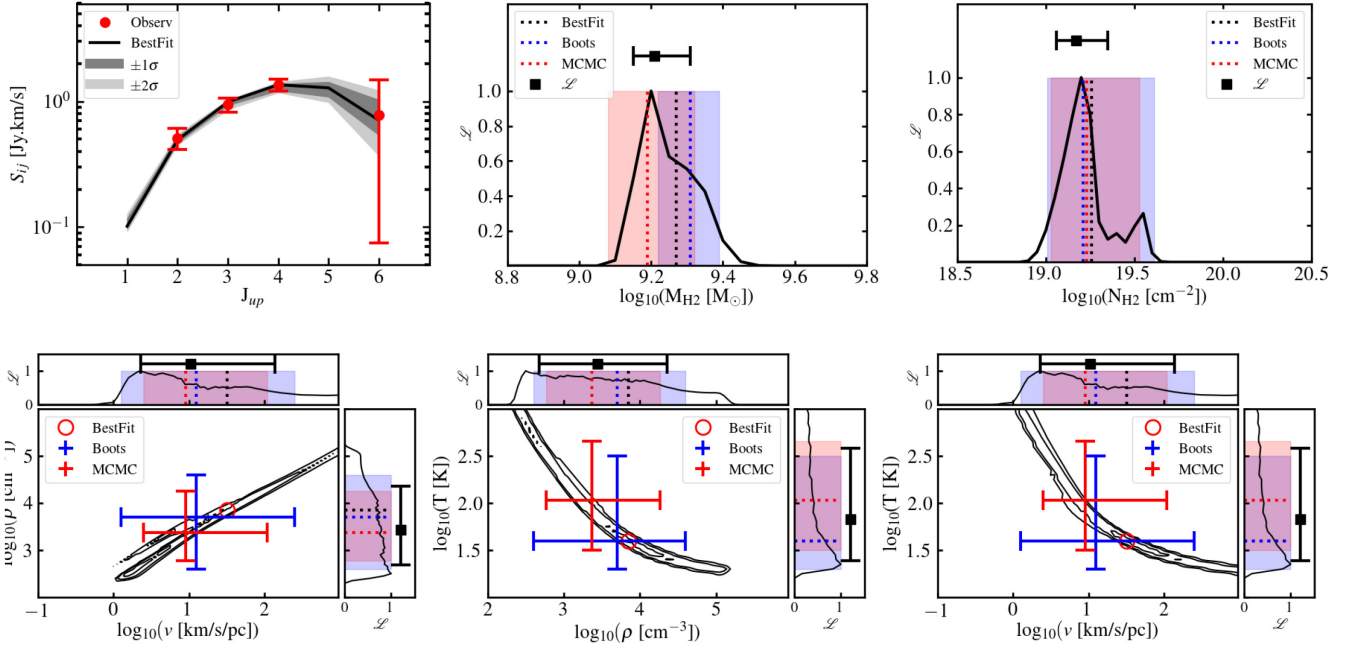 Observ
BestFit
±1σ
±2σ
S_ij [Jy.km/s]
10^0
10^-1
1 2 3 4 5 6
J_up
BestFit
Boots
MCMC
ℒ
ℒ
1.0
0.8
0.6
0.4
0.2
8.8 9.0 9.2 9.4 9.6 9.8
log10(M_H2 [M_⊙])
BestFit
Boots
MCMC
ℒ
ℒ
1.0
0.8
0.6
0.4
0.2
18.5 19.0 19.5 20.0 20.5
log10(N_H2 [cm^-2])
ℒ
1
0
BestFit
Boots
MCMC
5
4
3
−1 0 1 2
log10(v [km/s/pc])
0 1
ℒ
ℒ
1
0
BestFit
Boots
MCMC
log10(T [K])
2.5
2.0
1.5
2 3 4 5
log10(ρ [cm^-3])
0 1
ℒ
ℒ
1
0
BestFit
Boots
MCMC
log10(T [K])
2.5
2.0
1.5
−1 0 1 2
log10(v [km/s/pc])
0 1
ℒ